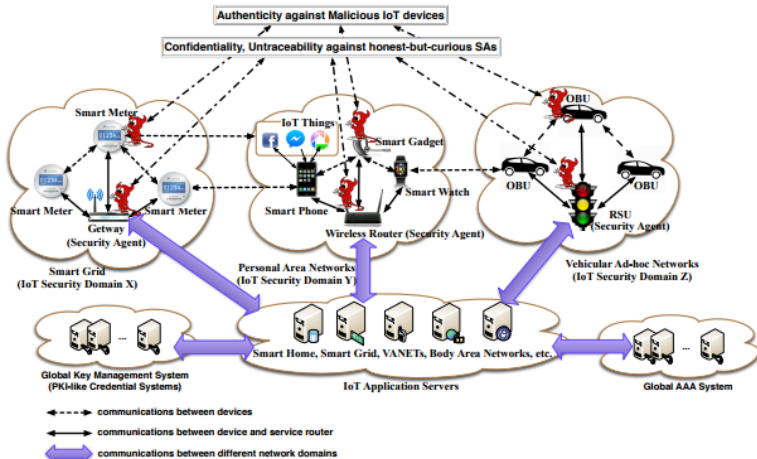 Authenticity against Malicious IoT devices
Confidentiality, Untraceability against honest-but-curious SAs
Smart Meter
Smart Meter
Smart Meter
Getway
(Security Agent)
Smart Grid
(IoT Security Domain X)
IoT Things
Smart Gadget
Smart Watch
Smart Phone
Wireless Router (Security Agent)
Personal Area Networks
(IoT Security Domain Y)
OBU
OBU
OBU
RSU
(Security Agent)
Vehicular Ad-hoc Networks
(IoT Security Domain Z)
...
Global Key Management System
(PKI-like Credential Systems)
Smart Home, Smart Grid, VANETs, Body Area Networks, etc.
IoT Application Servers
...
Global AAA System
communications between devices
communications between device and service router
communications between different network domains